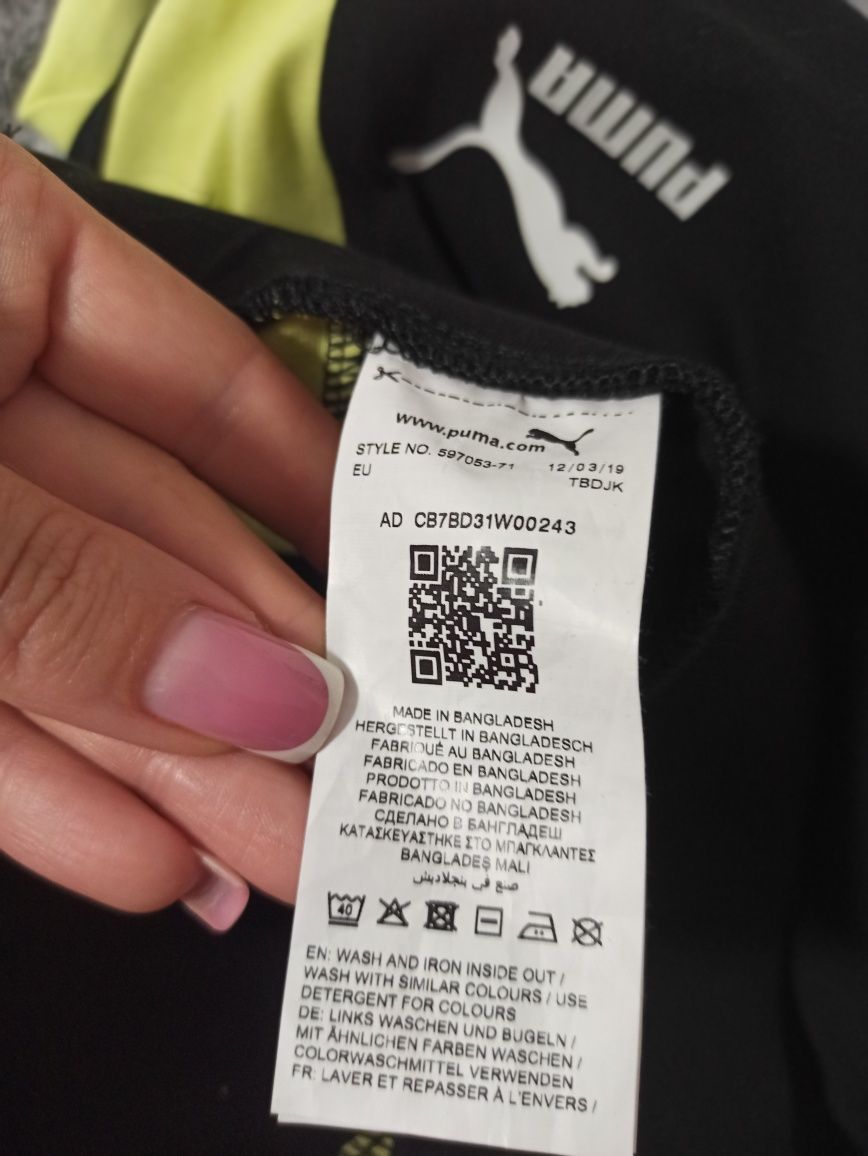 PUMA
www.puma.com
STYLE NO. 597053-71 12/03/19
EU TBDJK
AD CB7BD31W00243
MADE IN BANGLADESH
HERGESTELLT IN BANGLADESCH
FABRIQUÉ AU BANGLADESH
FABRICADO EN BANGLADESH
PRODOTTO IN BANGLADESH
FABRICADO NO BANGLADESH
СДЕЛАНО В БАНГЛАДЕШ
ΚΑΤΑΣΚΕΥΑΣΤΗΚΕ ΣΤΟ ΜΠΑΓΚΛΑΝΤΕΣ
BANGLADEŞ MALI
صنع في بنجلاديش
40
EN: WASH AND IRON INSIDE OUT /
WASH WITH SIMILAR COLOURS / USE
DETERGENT FOR COLOURS
DE: LINKS WASCHEN UND BUGELN /
MIT ÄHNLICHEN FARBEN WASCHEN /
COLORWASCHMITTEL VERWENDEN
FR: LAVER ET REPASSER À L'ENVERS /